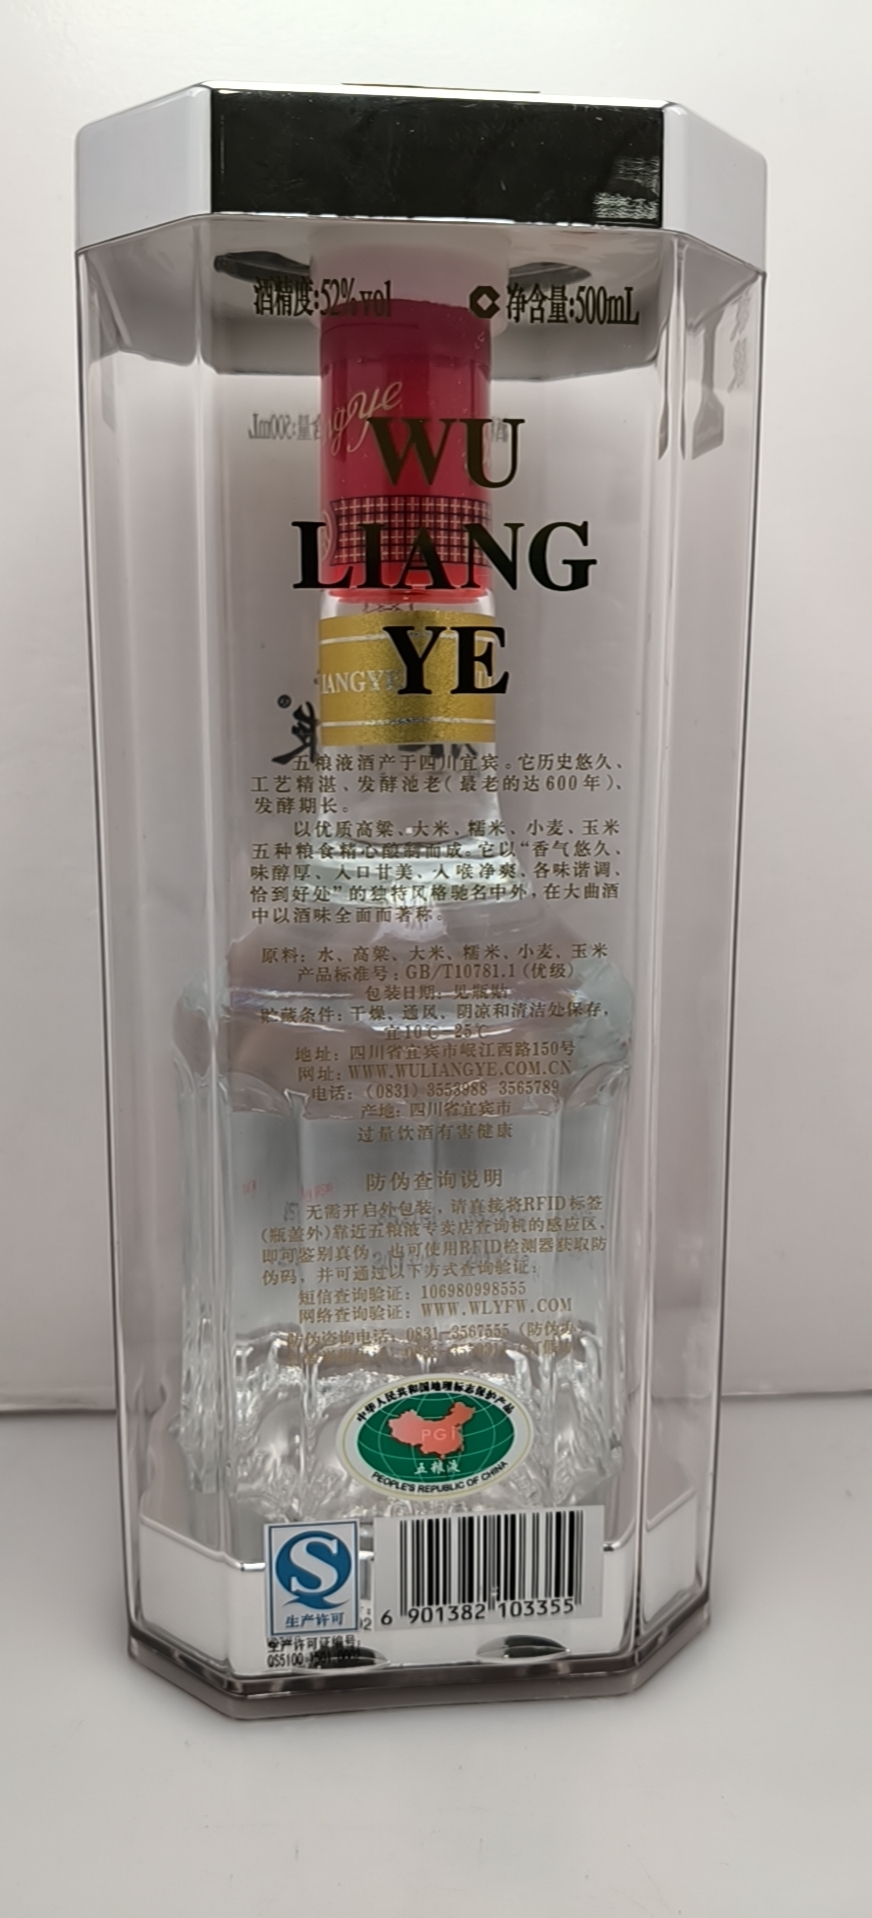 酒精度:52%vol 净含量:500mL
WU
LIANG
YE
五粮液酒产于四川宜宾。它历史悠久、
工艺精湛、发酵池老(最老的达600年)、
发酵期长。
以优质高粱、大米、糯米、小麦、玉米
五种粮食精心酿制而成。它以“香气悠久、
味醇厚、入口甘美、入喉净爽、各味谐调、
恰到好处”的独特风格驰名中外,在大曲酒
中以酒味全面而著称。
原料: 水、高粱、大米、糯米、小麦、玉米
产品标准号: GB/T10781.1 (优级)
包装日期: 见瓶贴
贮藏条件: 干燥、通风、阴凉和清洁处保存,
宜10℃—25℃
地址: 四川省宜宾市岷江西路150号
网址: WWW.WULIANGYE.COM.CN
电话: (0831) 3553988 3565789
产地: 四川省宜宾市
过量饮酒有害健康
防伪查询说明
无需开启外包装, 请直接将RFID标签
(瓶盖外)靠近五粮液专卖店查询机的感应区,
即可鉴别真伪, 也可使用RFID检测器获取防
伪码, 并可通过以下方式查询验证:
短信查询验证: 106980998555
网络查询验证: WWW.WLYFW.COM
防伪咨询电话: 0831-3567555
中华人民共和国地理标志保护产品
PGI
五粮液
PEOPLE'S REPUBLIC OF CHINA
生产许可
6 901382 103355
生产许可证编号:
QS5100